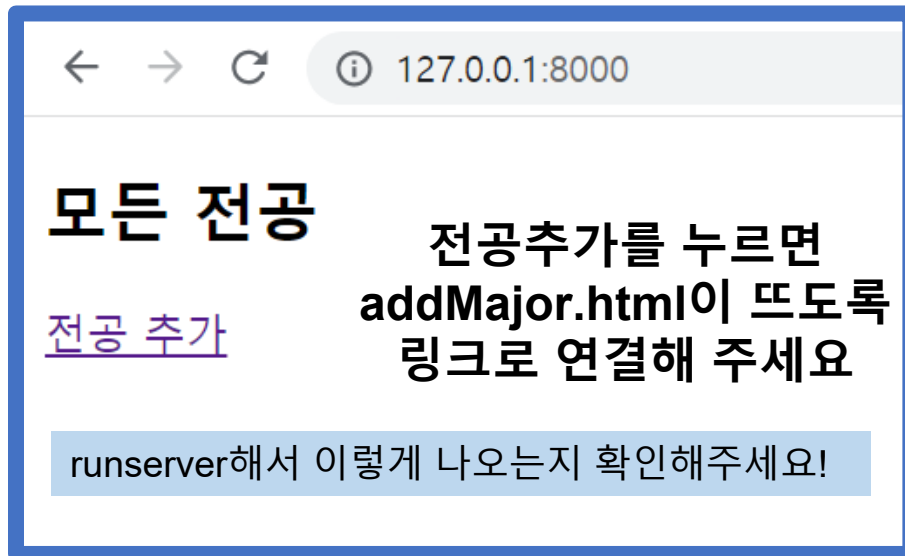 127.0.0.1:8000
모든 전공
전공추가를 누르면
addMajor.html이 뜨도록
링크로 연결해 주세요
전공 추가
runserver해서 이렇게 나오는지 확인해주세요!